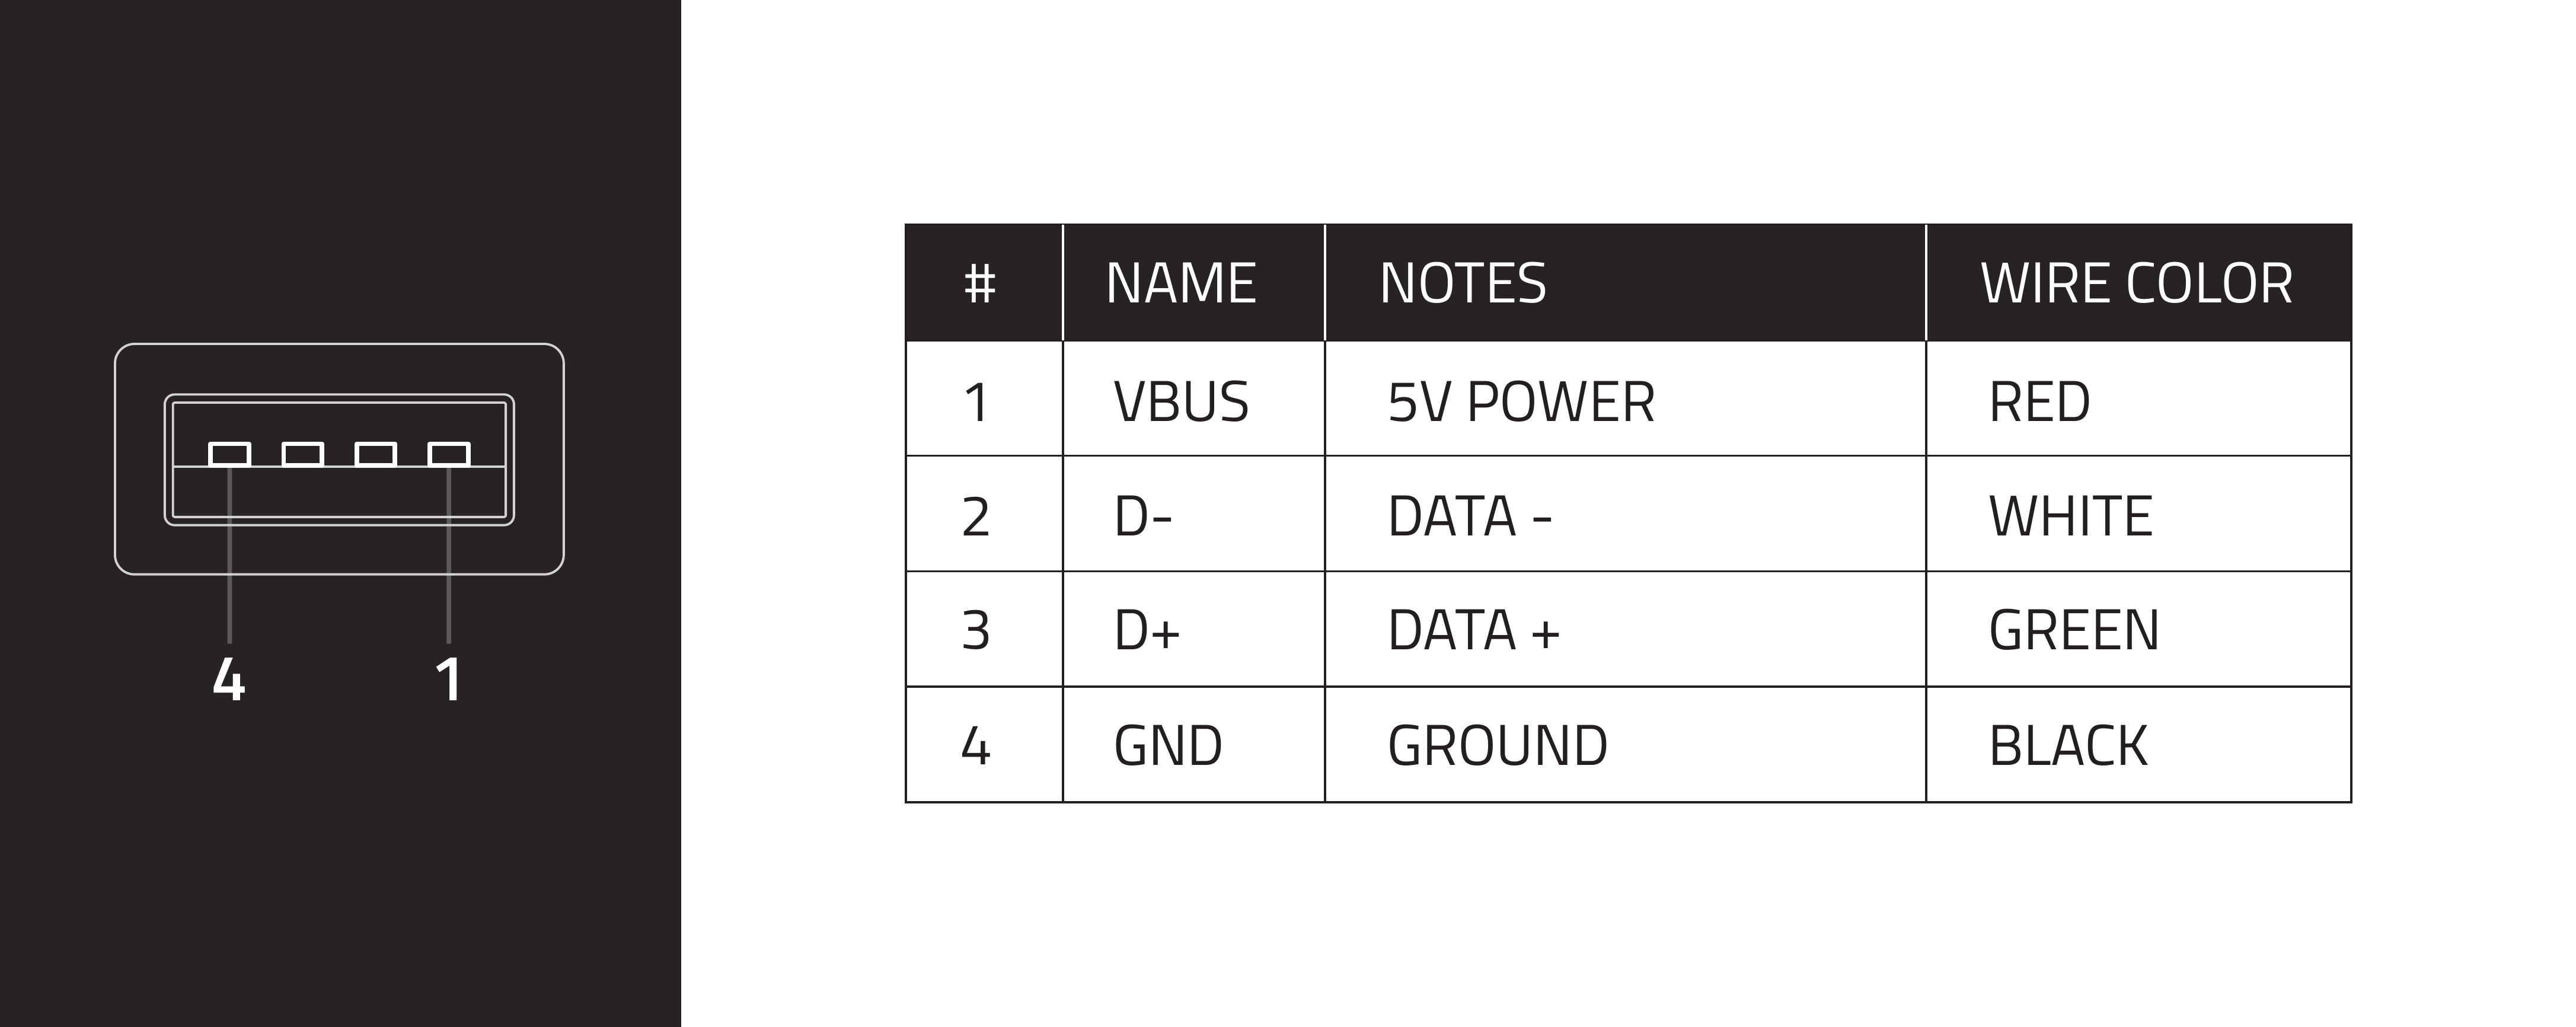 4 1
# NAME NOTES WIRE COLOR
1 VBUS 5V POWER RED
2 D- DATA - WHITE
3 D+ DATA + GREEN
4 GND GROUND BLACK